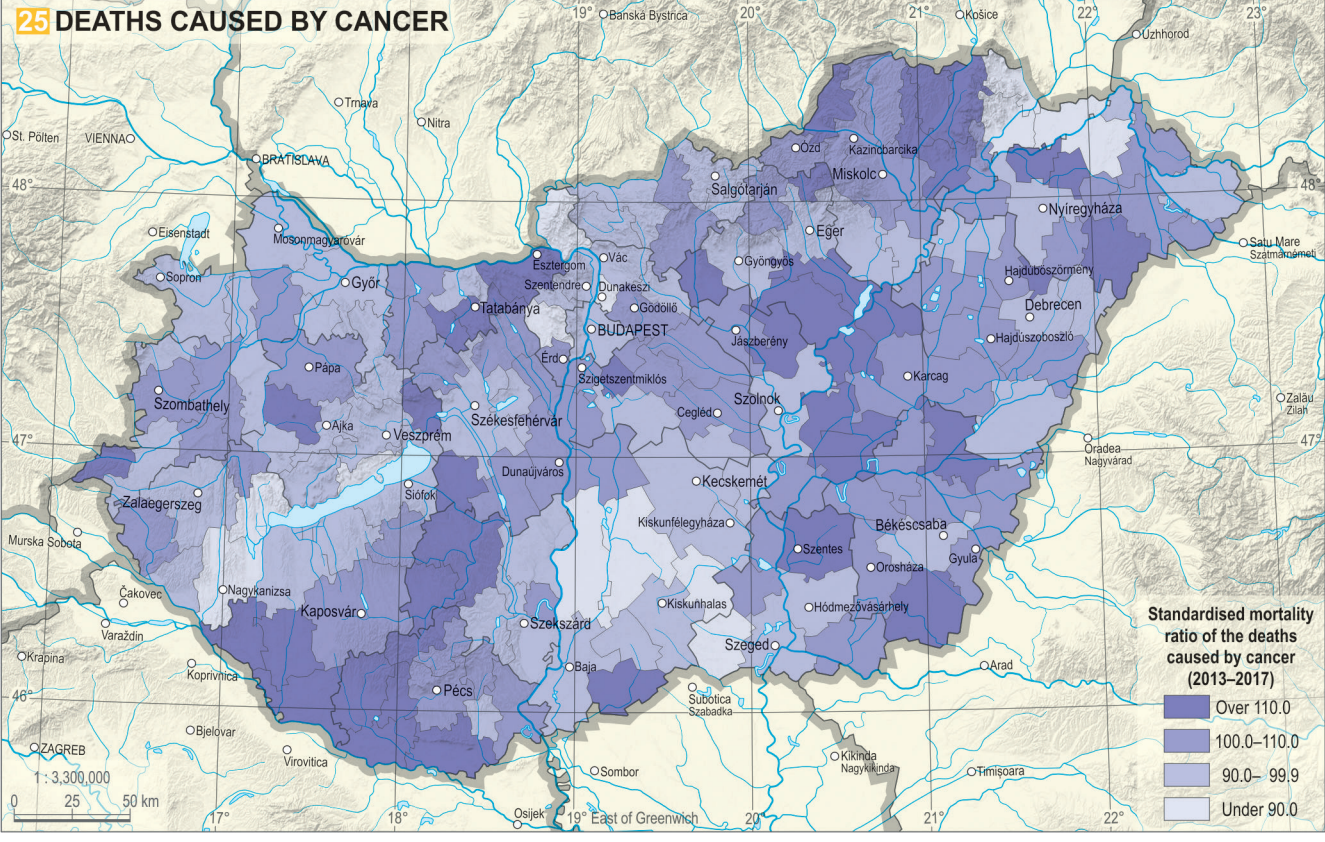 25 DEATHS CAUSED BY CANCER
19°
Banská Bystrica
20°
21°
Košice
22°
23°
Uzhhorod
Trnava
Nitra
St. Pölten
VIENNA
BRATISLAVA
48°
Ózd
Kazincbarcika
Miskolc
Salgótarján
48°
Nyíregyháza
Eisenstadt
Mosonmagyaróvár
Eger
Satu Mare
Szatmárnémeti
Sopron
Győr
Esztergom
Vác
Gyöngyös
Szentendre
Dunakeszi
Hajdúböszörmény
Tatabánya
Gödöllő
Debrecen
BUDAPEST
Jászberény
Hajdúszoboszló
Érd
Pápa
Szigetszentmiklós
Karcag
Szombathely
Cegléd
Szolnok
Zalău
Zilah
Székesfehérvár
Ajka
Veszprém
47°
47°
Oradea
Nagyvárad
Dunaújváros
Zalaegerszeg
Siófok
Kecskemét
Kiskunfélegyháza
Békéscsaba
Murska Sobota
Szentes
Gyula
Orosháza
Nagykanizsa
Čakovec
Kaposvár
Kiskunhalas
Hódmezővásárhely
Varaždin
Szekszárd
Szeged
Krapina
Koprivnica
Baja
Arad
46°
Pécs
Subotica
Szabadka
Bjelovar
ZAGREB
Virovitica
Kikinda
Nagykikinda
Sombor
Timişoara
Osijek
Standardised mortality
ratio of the deaths
caused by cancer
(2013–2017)
Over 110.0
100.0–110.0
90.0– 99.9
Under 90.0
1 : 3,300,000
0 25 50 km
17°
18°
19° East of Greenwich
20°
21°
22°